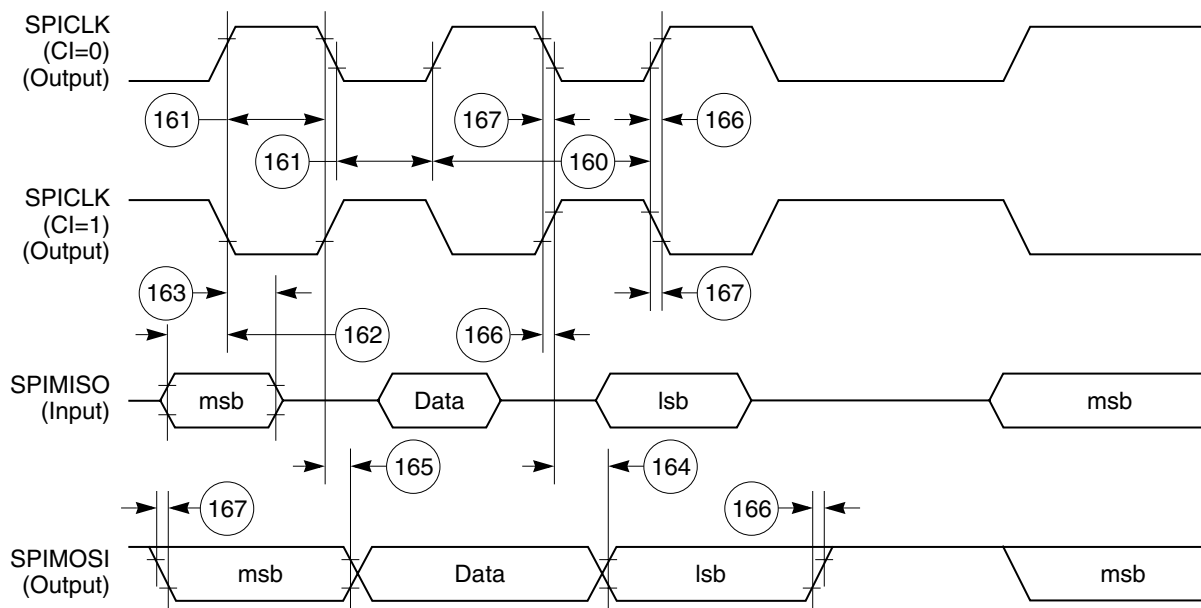 SPICLK
(CI=0)
(Output)
161
167
166
161
160
SPICLK
(CI=1)
(Output)
163
167
162
166
SPIMISO
(Input)
msb
Data
lsb
msb
165
164
167
166
SPIMOSI
(Output)
msb
Data
lsb
msb